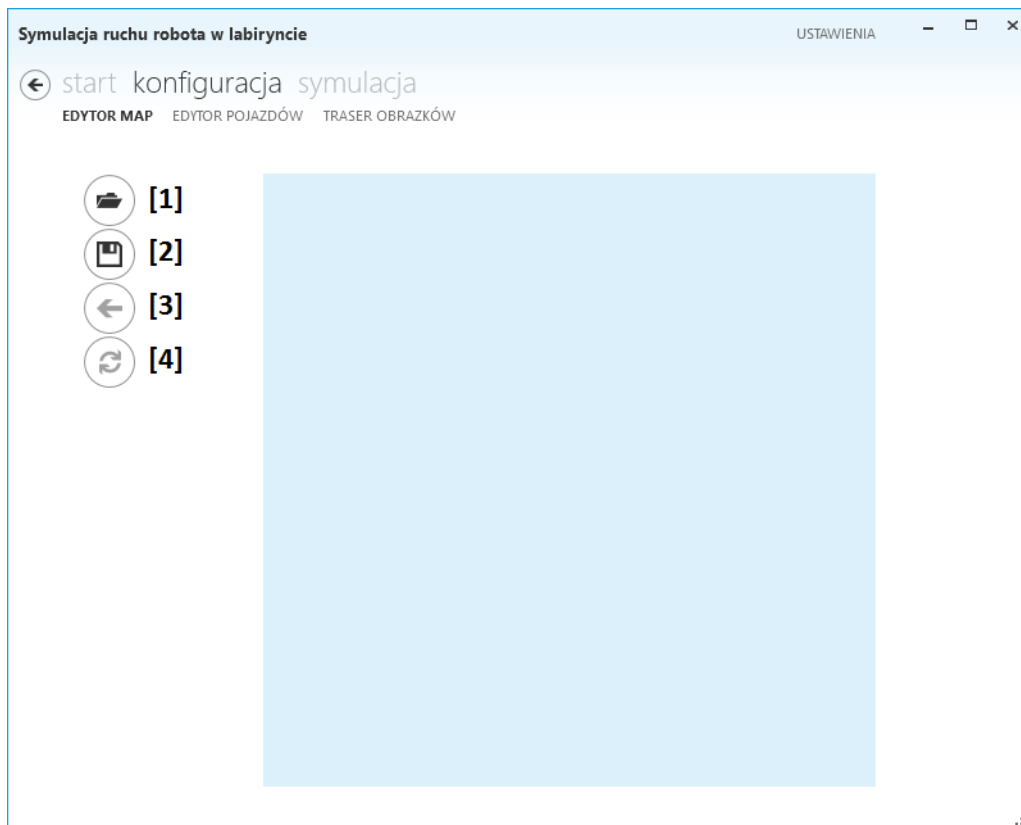 Symulacja ruchu robota w labiryncie USTAWIENIA
start konfiguracja symulacja
EDYTOR MAP EDYTOR POJAZDÓW TRASER OBRAZKÓW
[1]
[2]
[3]
[4]